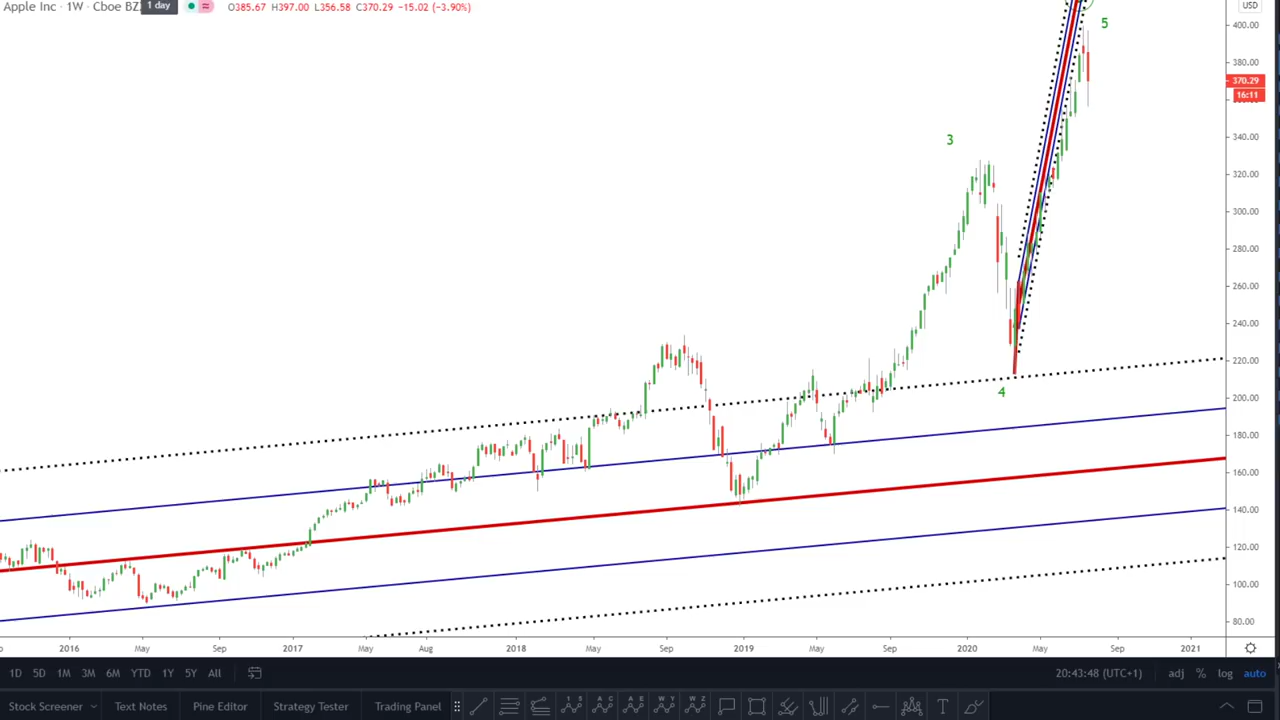 Apple Inc · 1W · Cboe BZ
1 day
O385.67 H397.00 L356.58 C370.29 −15.02 (−3.90%)
USD
400.00
380.00
370.29
16:11
340.00
320.00
300.00
280.00
260.00
240.00
220.00
200.00
180.00
160.00
140.00
120.00
100.00
80.00
5
3
4
2016 May Sep 2017 May Aug 2018 May Sep 2019 May Sep 2020 May Sep 2021
1D 5D 1M 3M 6M YTD 1Y 5Y All
20:43:48 (UTC+1) adj % log auto
Stock Screener Text Notes Pine Editor Strategy Tester Trading Panel